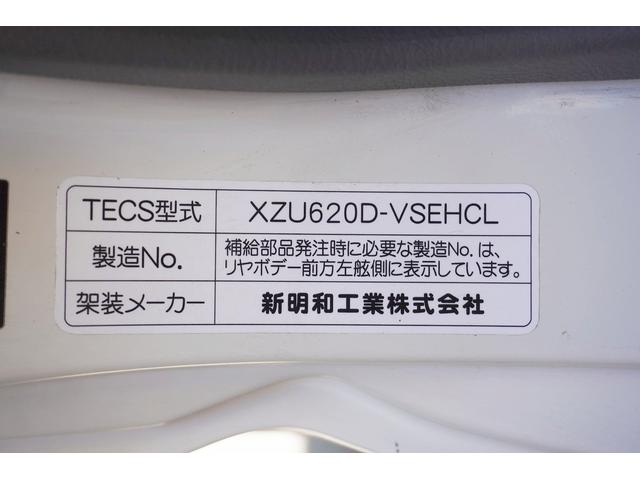 TECS型式 XZU620D-VSEHCL
製造No. 補給部品発注時に必要な製造No.は、
リヤボデー前方左舷側に表示しています。
架装メーカー 新明和工業株式会社